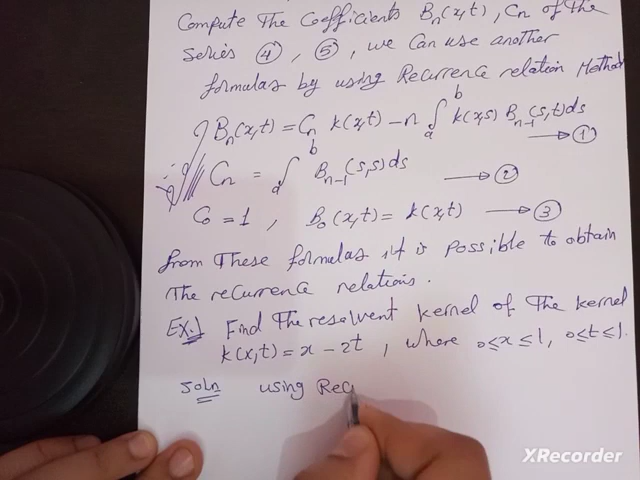 Compute The Coefficients Bn(x,t), Cn of The
Series ④, ⑤, we can use another
formulas by using Recurrence relation Method
Bn(x,t) = Cn k(x,t) - n ∫ₐᵇ k(x,s) Bn-1(s,t)ds → ①
Cn = ∫ₐᵇ Bn-1(s,s)ds → ②
C0 = 1, B0(x,t) = k(x,t) → ③
from These formulas it is possible to obtain
The recurrence relations.
EX.1 Find The resolvent kernel of The kernel
k(x,t) = x - 2t, where 0≤x≤1, 0≤t≤1.
Soln using Rec
XRecorder